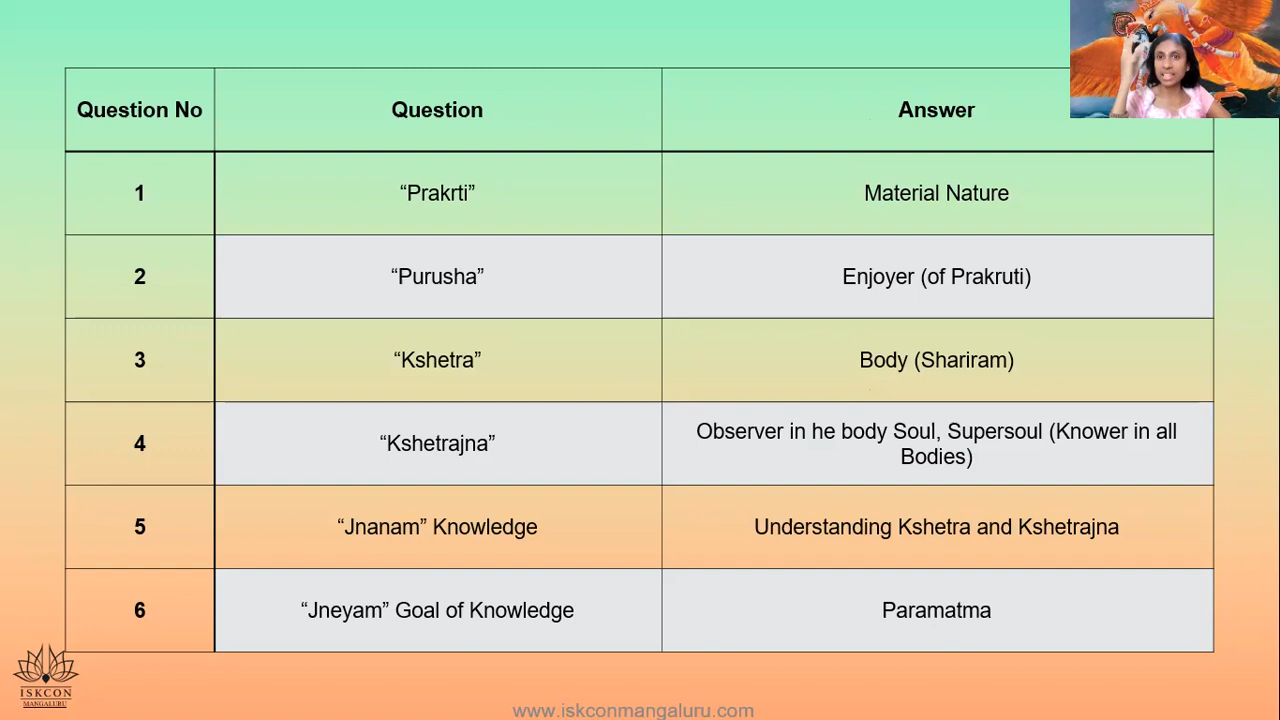 Question No Question Answer
1 “Prakrti” Material Nature
2 “Purusha” Enjoyer (of Prakruti)
3 “Kshetra” Body (Shariram)
4 “Kshetrajna” Observer in he body Soul, Supersoul (Knower in all
Bodies)
5 “Jnanam” Knowledge Understanding Kshetra and Kshetrajna
6 “Jneyam” Goal of Knowledge Paramatma
ISKCON
MANGALURU
www.iskconmangaluru.com